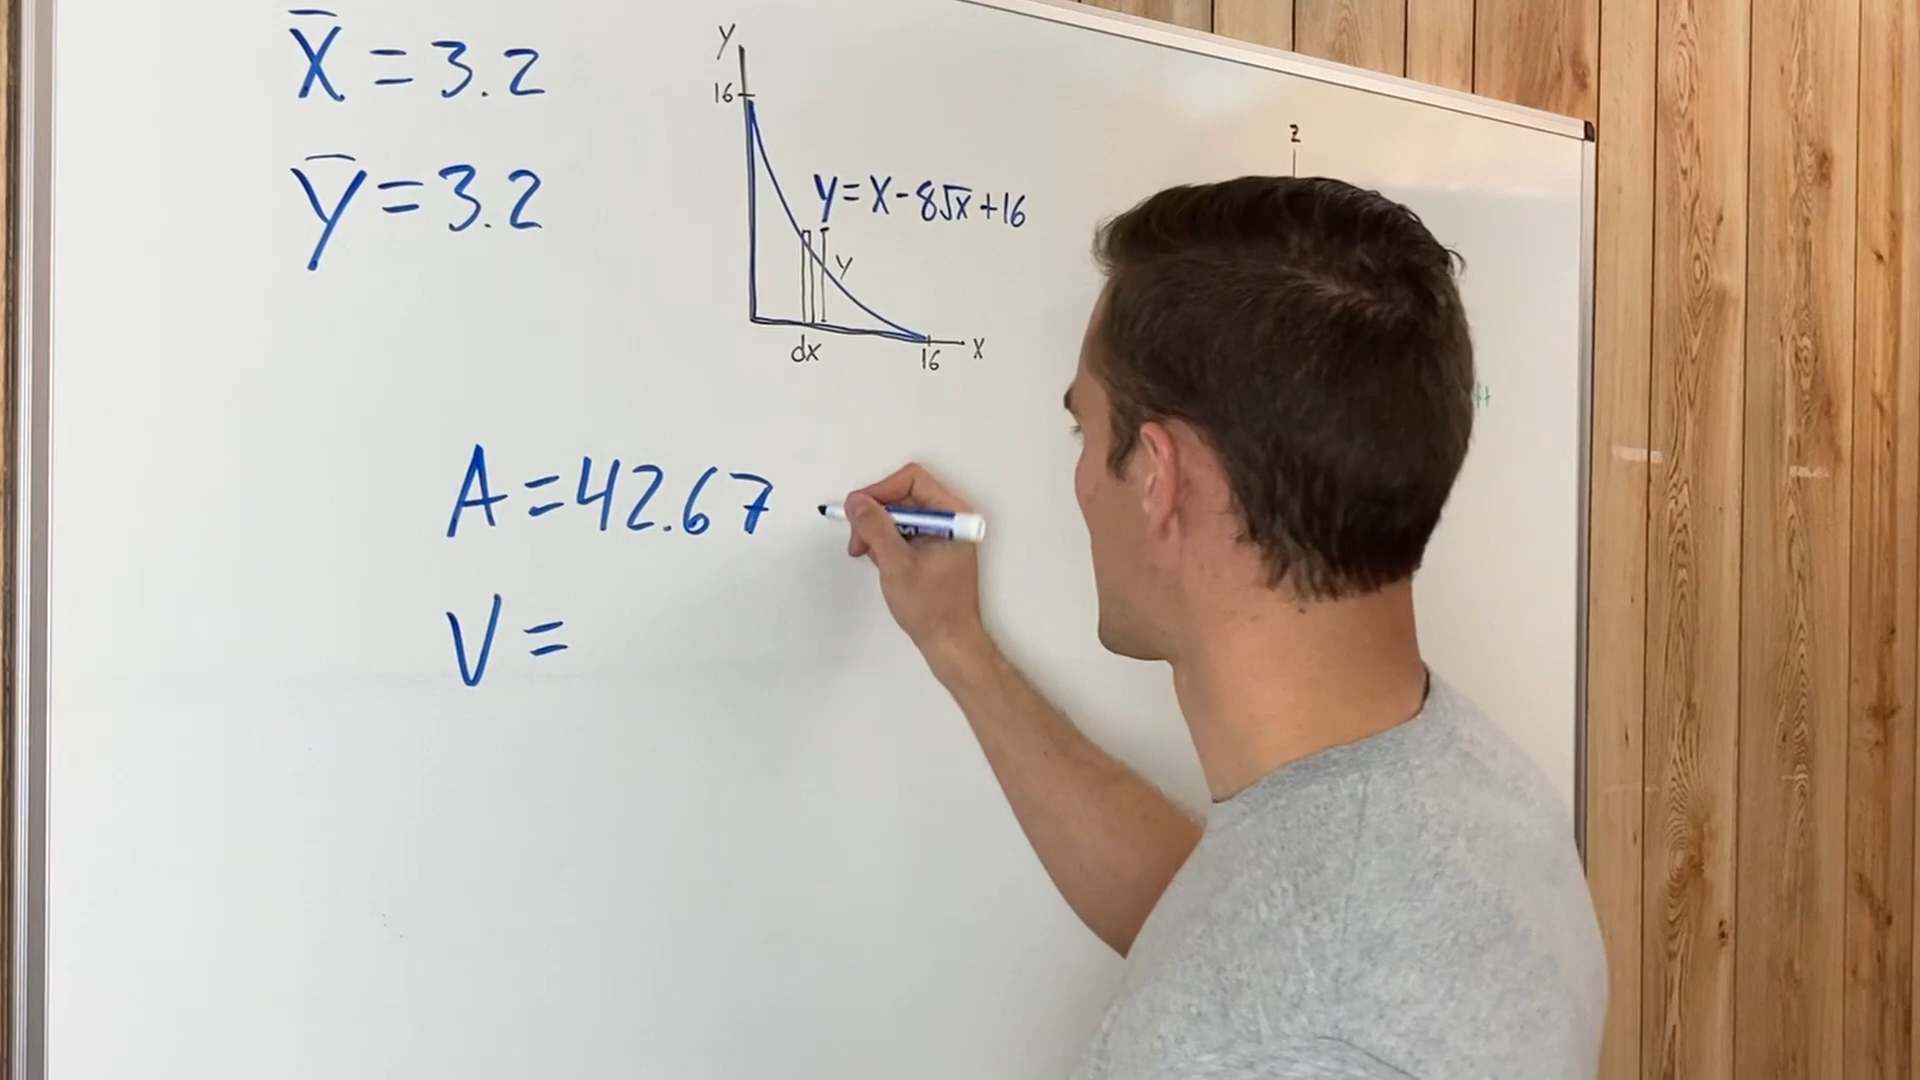 X̄ = 3.2
ȳ = 3.2
y
16
y = x - 8√x + 16
y
dx
16
x
z
A = 42.67
V =